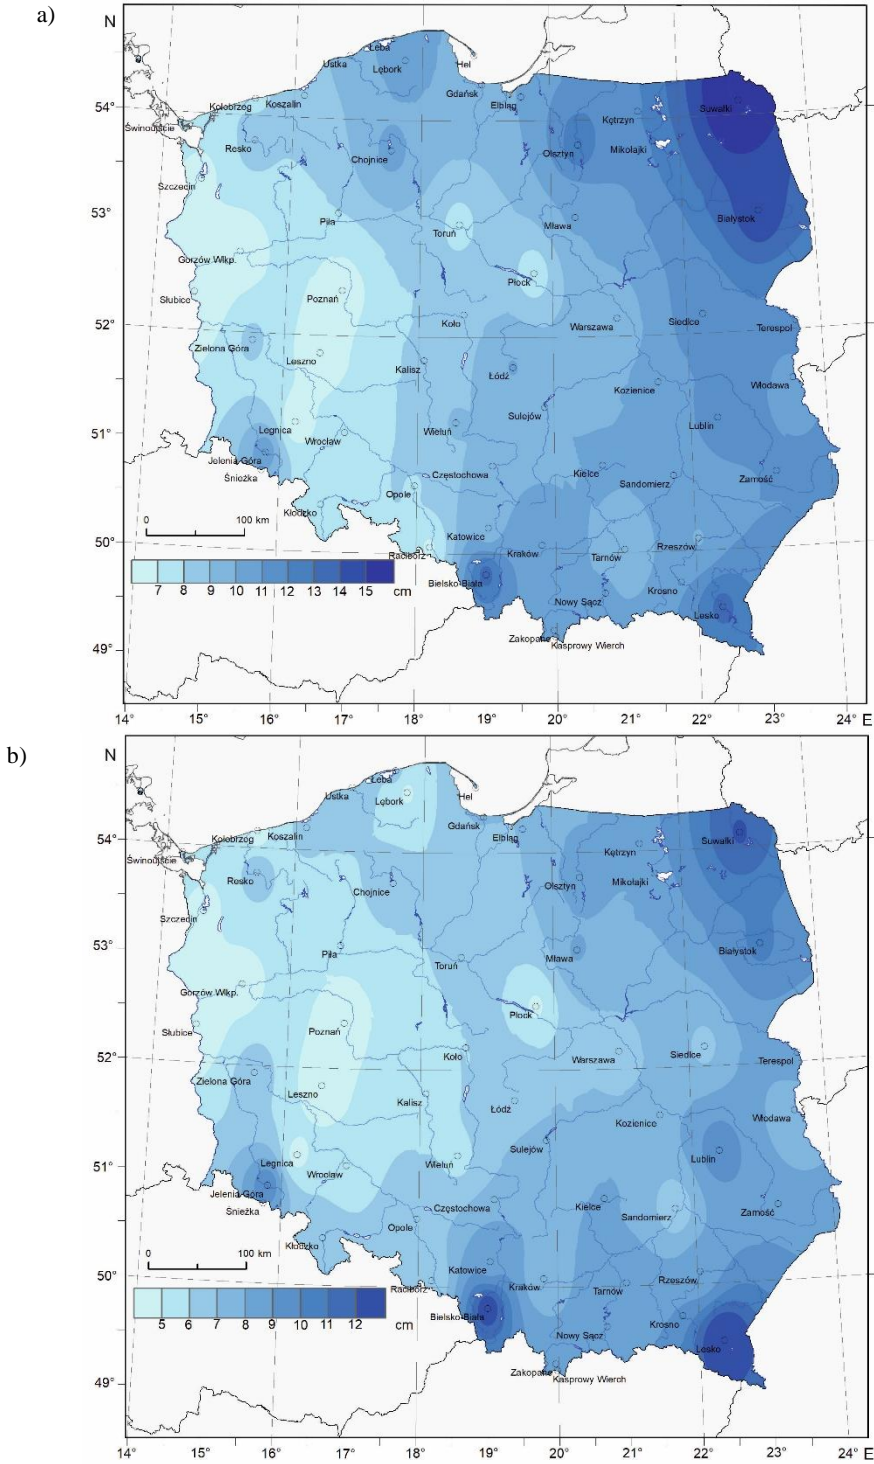 a)
N
Łeba
Ustka
Hel
Lębork
Gdańsk
Elbląg
Suwałki
54°
Kołobrzeg
Koszalin
Kętrzyn
Świnoujście
Resko
Chojnice
Olsztyn
Mikołajki
Szczecin
53°
Piła
Toruń
Mława
Białystok
Gorzów Wlkp.
Płock
Słubice
Poznań
52°
Koło
Warszawa
Siedlce
Terespol
Zielona Góra
Leszno
Kalisz
Łódź
Kozienice
Włodawa
Sulejów
51°
Legnica
Wrocław
Wieluń
Lublin
Jelenia Góra
Śnieżka
Częstochowa
Kielce
Sandomierz
Zamość
Opole
Kłodzko
0 100 km
Katowice
50°
Racibórz
Kraków
Tarnów
Rzeszów
Bielsko-Biała
7 8 9 10 11 12 13 14 15 cm
Nowy Sącz
Krosno
Lesko
Zakopane
Kasprowy Wierch
49°
14° 15° 16° 17° 18° 19° 20° 21° 22° 23° 24° E
b)
N
Łeba
Ustka
Hel
Lębork
Gdańsk
Elbląg
Suwałki
54°
Kołobrzeg
Koszalin
Kętrzyn
Świnoujście
Resko
Chojnice
Olsztyn
Mikołajki
Szczecin
53°
Piła
Toruń
Mława
Białystok
Gorzów Wlkp.
Płock
Słubice
Poznań
52°
Koło
Warszawa
Siedlce
Terespol
Zielona Góra
Leszno
Kalisz
Łódź
Kozienice
Włodawa
Sulejów
51°
Legnica
Wrocław
Wieluń
Lublin
Jelenia Góra
Śnieżka
Częstochowa
Kielce
Sandomierz
Zamość
Opole
Kłodzko
0 100 km
Katowice
50°
Racibórz
Kraków
Tarnów
Rzeszów
Bielsko-Biała
5 6 7 8 9 10 11 12 cm
Nowy Sącz
Krosno
Lesko
Zakopane
Kasprowy Wierch
49°
14° 15° 16° 17° 18° 19° 20° 21° 22° 23° 24° E